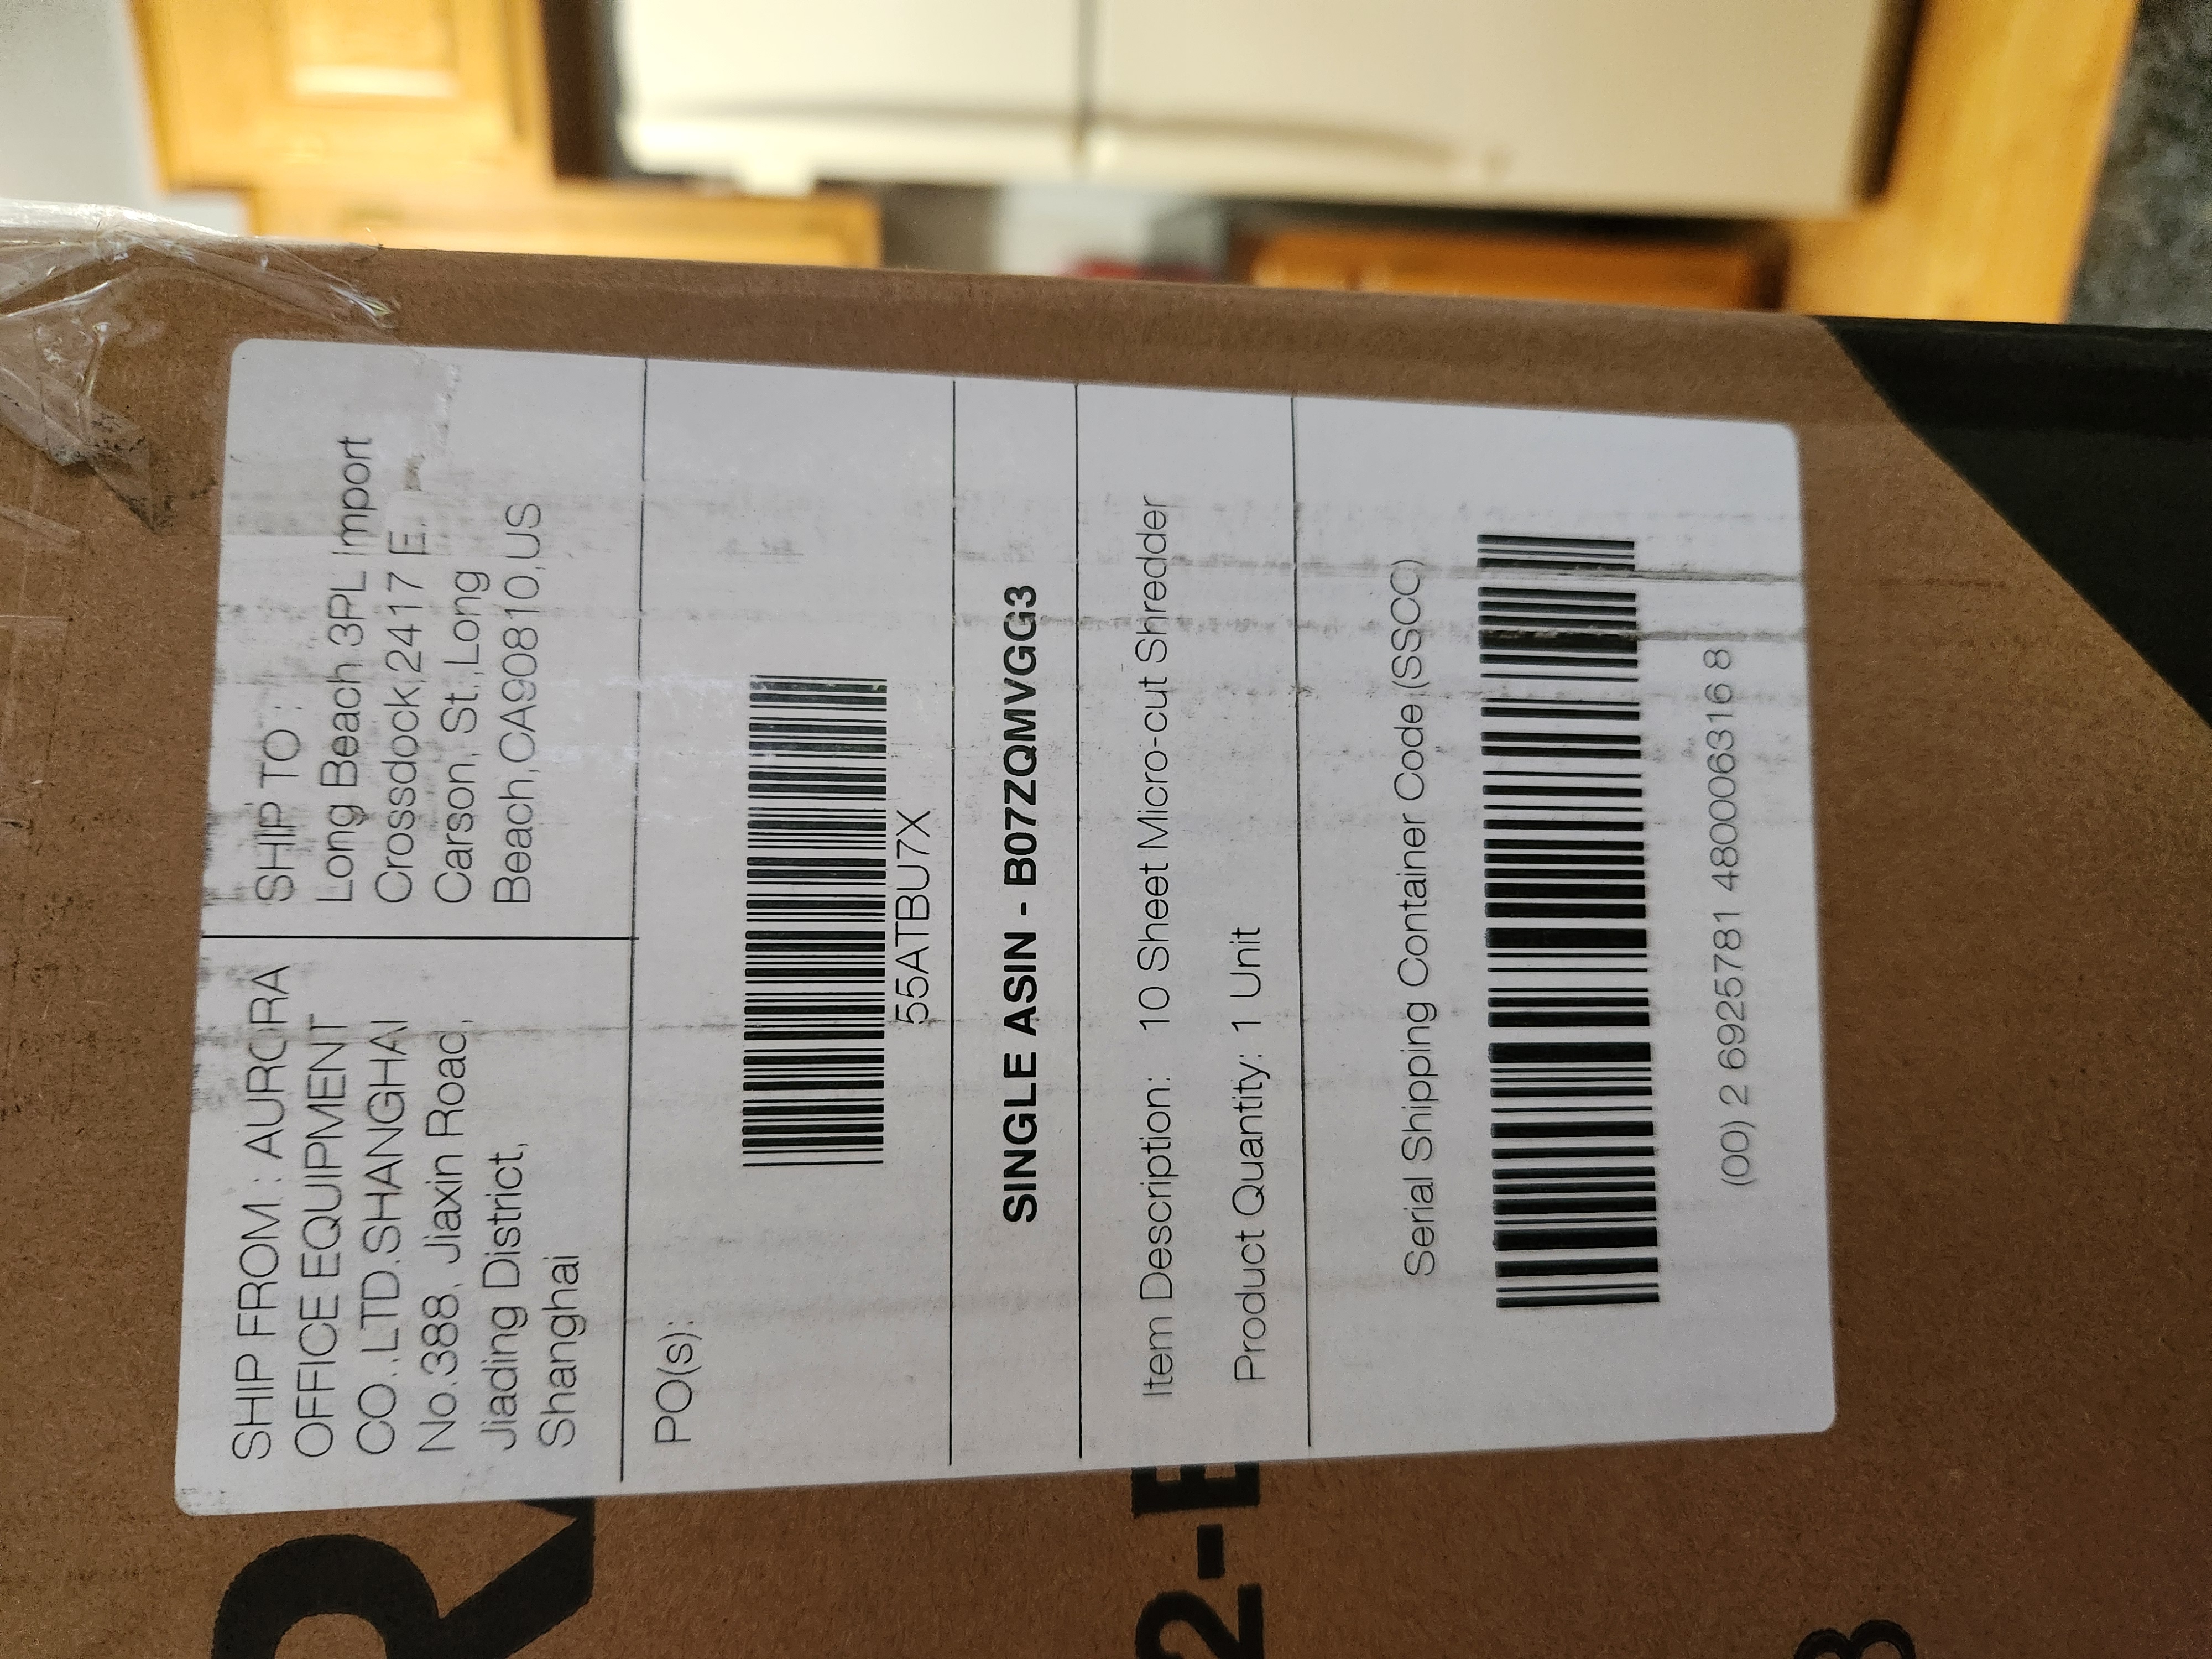 SHIP FROM : AURORA
OFFICE EQUIPMENT
CO.,LTD.SHANGHAI
No.388, Jiaxin Road,
Jiading District,
Shanghai
SHIP TO :
Long Beach 3PL Import
Crossdock,2417 E.
Carson, St.,Long
Beach,CA90810,US
PO(s):
55ATBU7X
SINGLE ASIN - B07ZQMVGG3
Item Description: 10 Sheet Micro-cut Shredder
Product Quantity: 1 Unit
Serial Shipping Container Code (SSCC)
(00) 2 6925781 480006316 8
R
2-